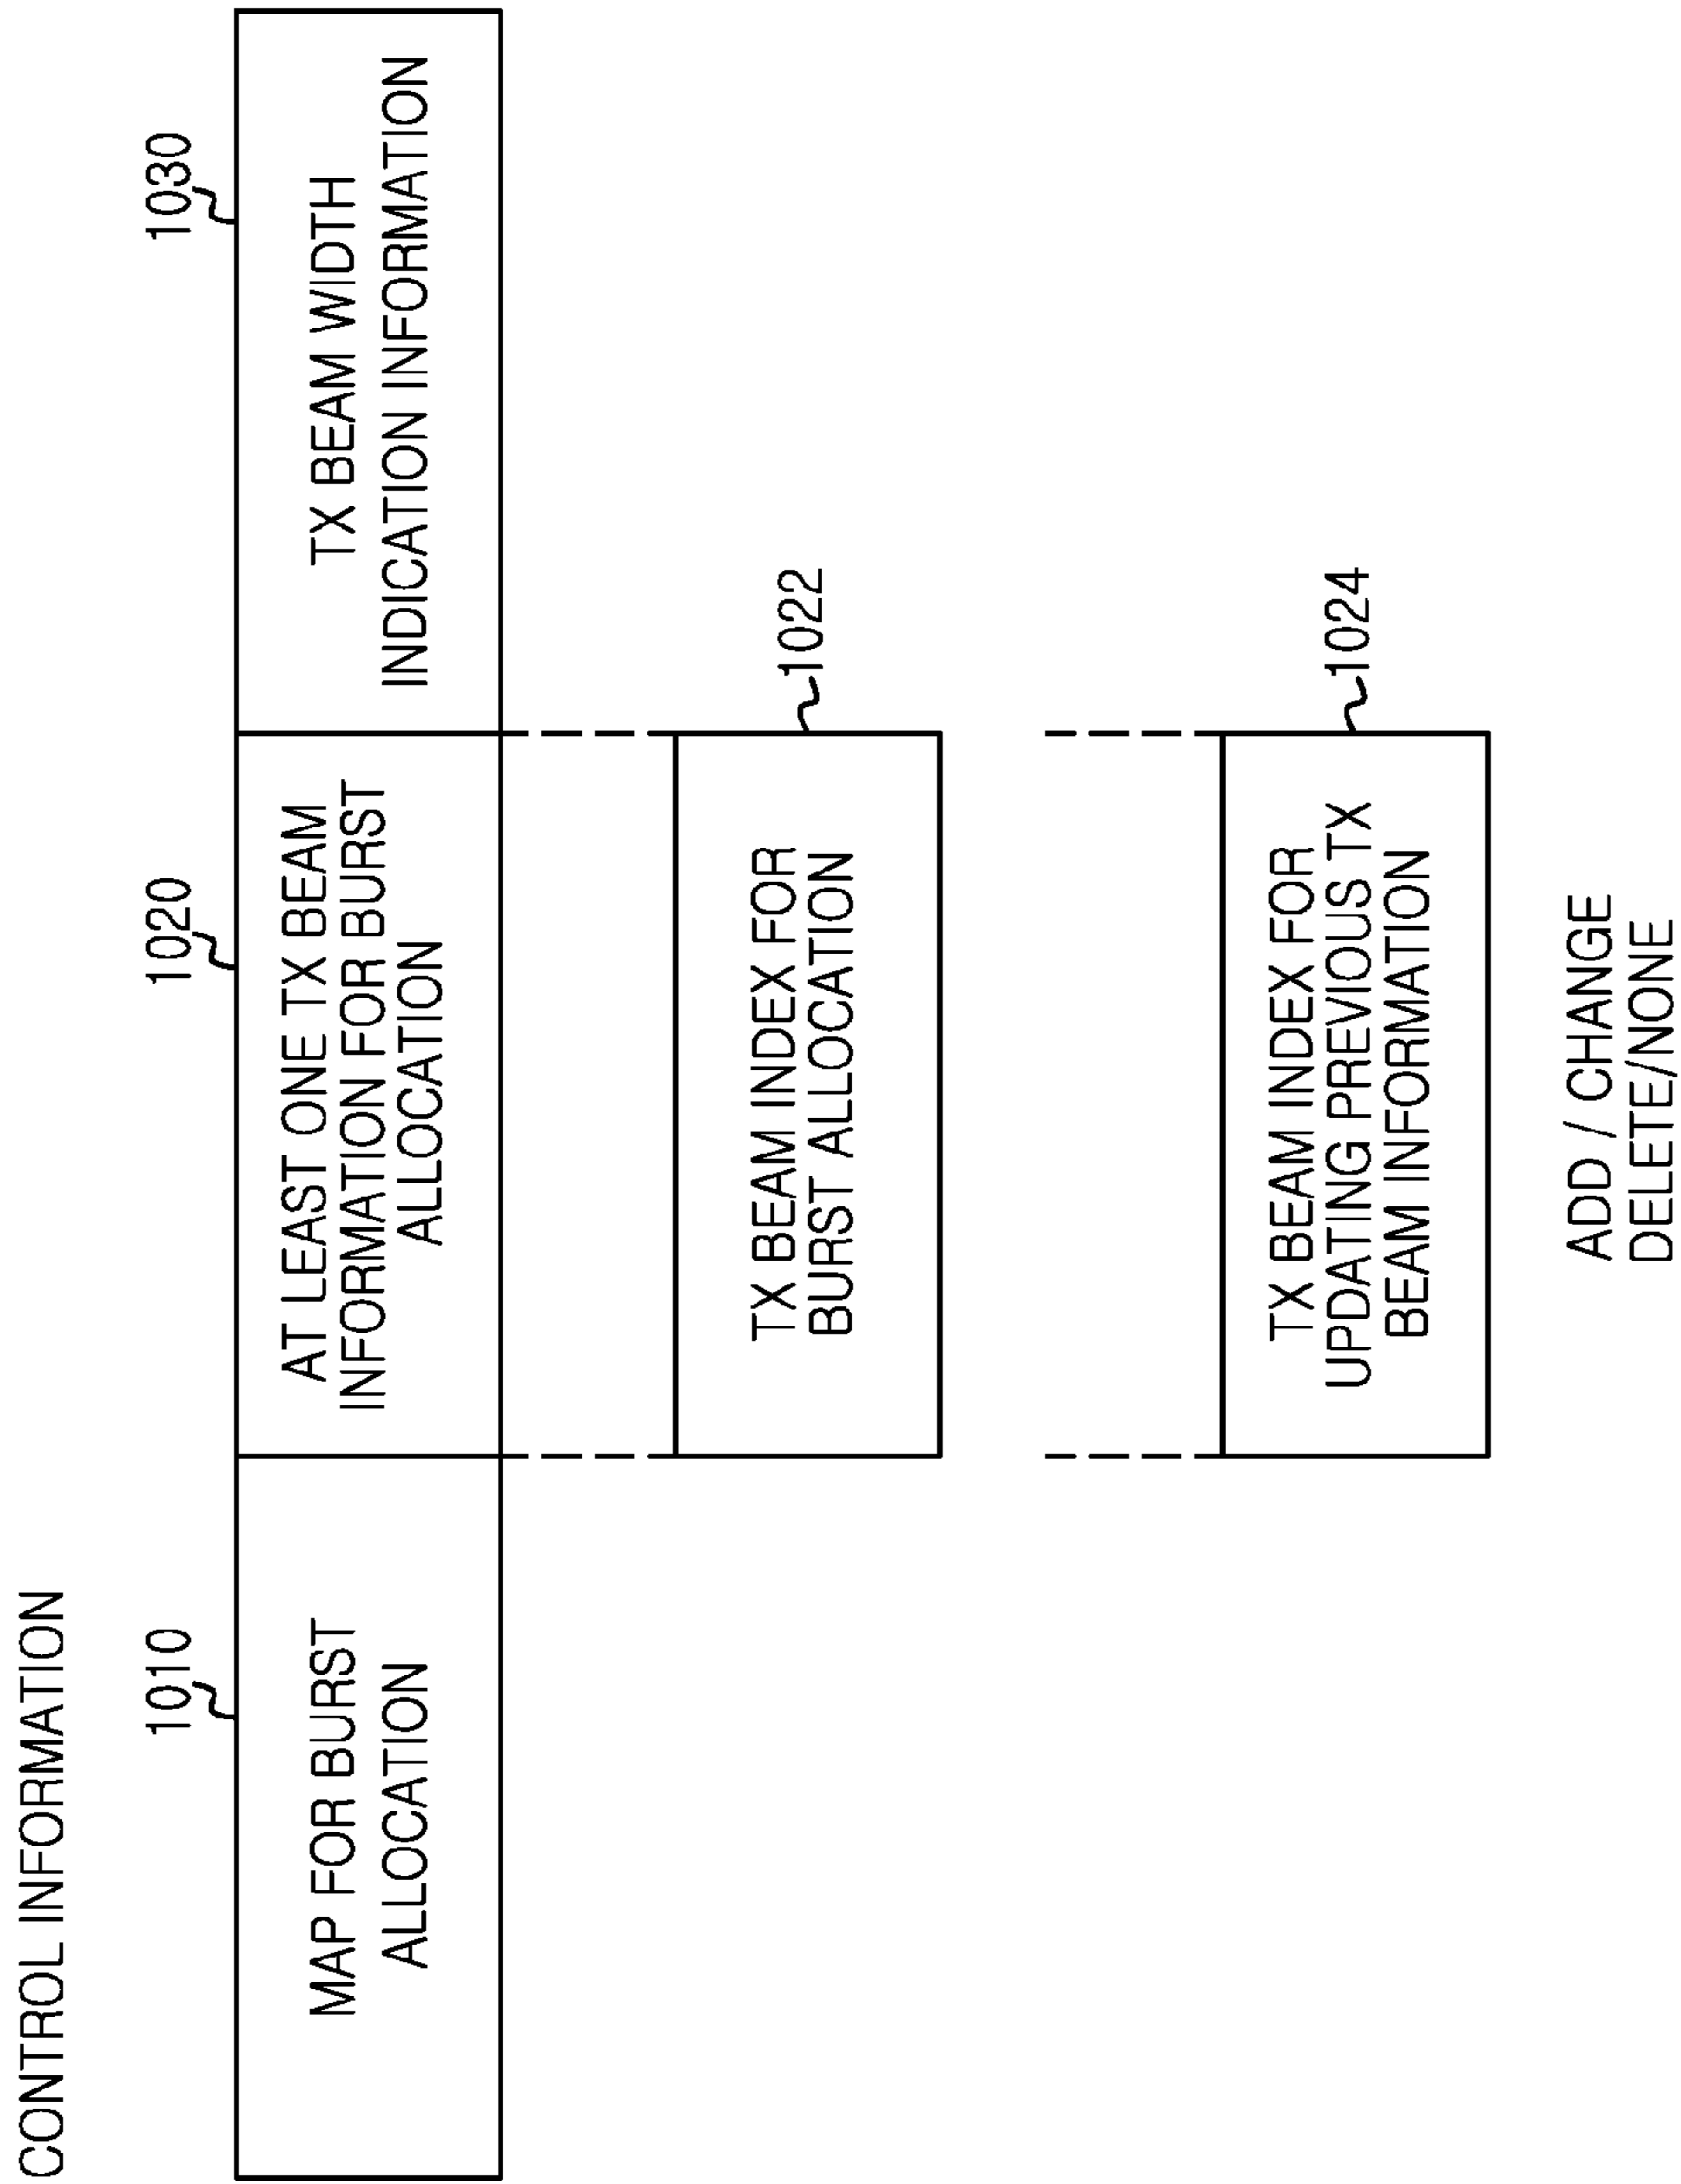 CONTROL INFORMATION
1010
1020
1030
MAP FOR BURST
ALLOCATION
AT LEAST ONE TX BEAM
INFORMATION FOR BURST
ALLOCATION
TX BEAM WIDTH
INDICATION INFORMATION
TX BEAM INDEX FOR
BURST ALLOCATION
1022
TX BEAM INDEX FOR
UPDATING PREVIOUS TX
BEAM INFORMATION
1024
ADD / CHANGE
DELETE/NONE